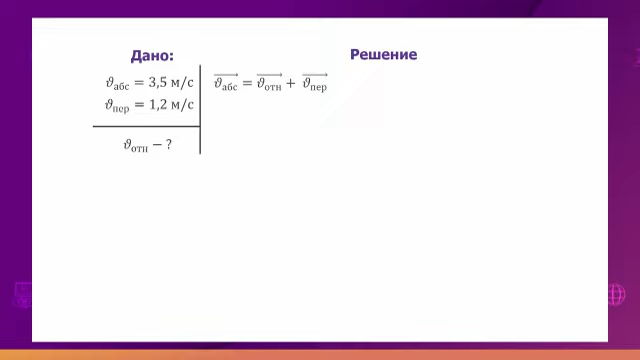 Дано:
Решение
𝜗абс = 3,5 м/с
𝜗абс = 𝜗отн + 𝜗пер
𝜗пер = 1,2 м/с
𝜗отн − ?